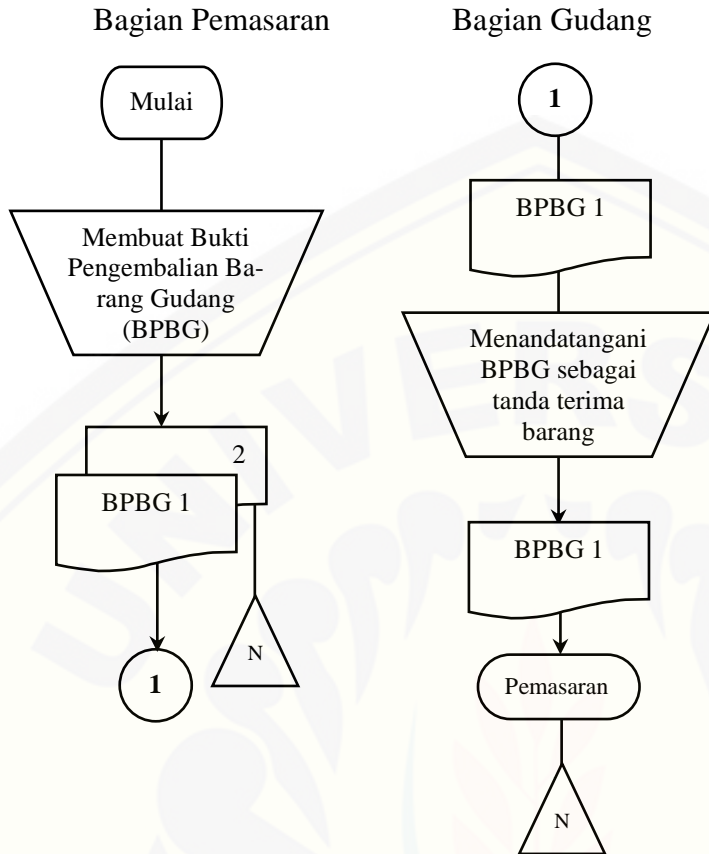 Bagian Pemasaran
Mulai
Membuat Bukti
Pengembalian Ba-
rang Gudang
(BPBG)
2
BPBG 1
N
1
Bagian Gudang
1
BPBG 1
Menandatangani
BPBG sebagai
tanda terima
barang
BPBG 1
Pemasaran
N
UNIVERS